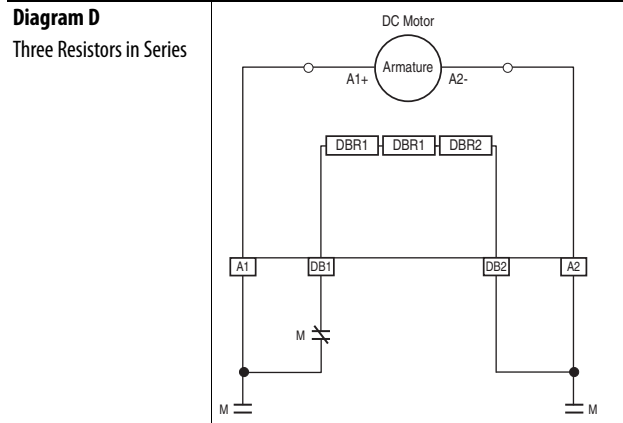 Diagram D
Three Resistors in Series
DC Motor
Armature
A1+
A2-
DBR1 DBR1 DBR2
A1 DB1 DB2 A2
M
M M